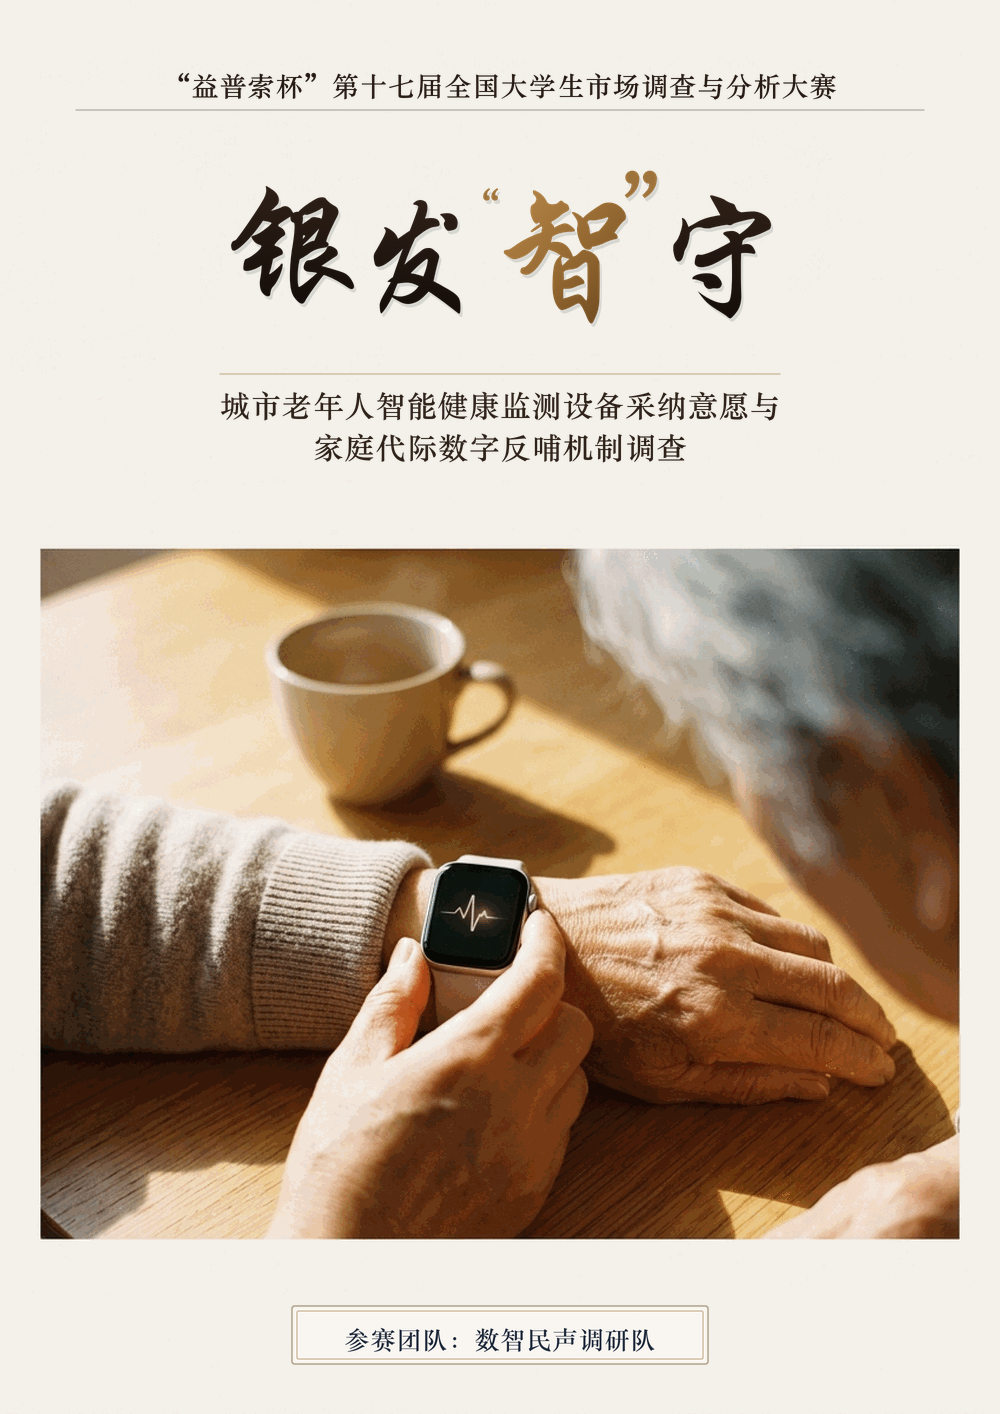 “益普索杯”第十七届全国大学生市场调查与分析大赛
银发“智”守
城市老年人智能健康监测设备采纳意愿与
家庭代际数字反哺机制调查
参赛团队：数智民声调研队